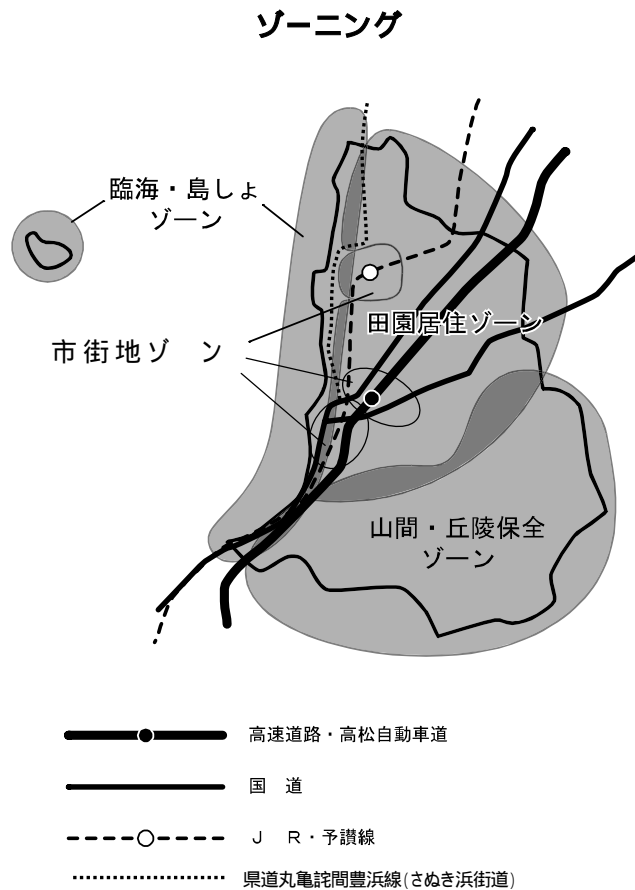 ゾーニング
臨海・島しょ
ゾーン
田園居住ゾーン
市街地ゾ ン
山間・丘陵保全
ゾーン
高速道路・高松自動車道
国 道
J R・予讃線
県道丸亀詫間豊浜線(さぬき浜街道)